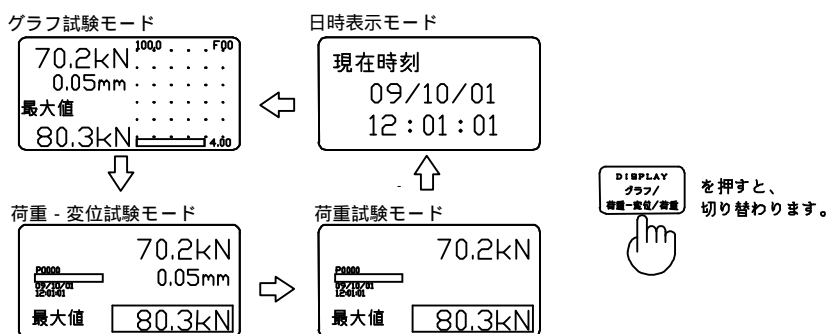 グラフ試験モード
70.2kN
0.05mm
最大値
80.3kN
100.0
F00
4.00
日時表示モード
現在時刻
09/10/01
12:01:01
荷重 - 変位試験モード
70.2kN
P0000
0.05mm
09/10/01
12:01:01
最大値
80.3kN
荷重試験モード
70.2kN
P0000
09/10/01
12:01:01
最大値
80.3kN
DISPLAY
グラフ/
荷重-変位/荷重
を押すと、
切り替わります。